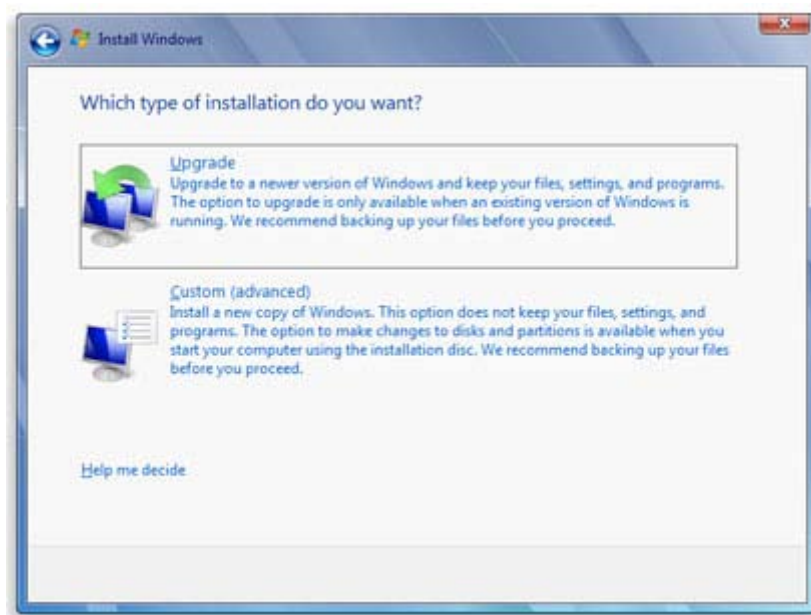 Install Windows
Which type of installation do you want?
Upgrade
Upgrade to a newer version of Windows and keep your files, settings, and programs.
The option to upgrade is only available when an existing version of Windows is
running. We recommend backing up your files before you proceed.
Custom (advanced)
Install a new copy of Windows. This option does not keep your files, settings, and
programs. The option to make changes to disks and partitions is available when you
start your computer using the installation disc. We recommend backing up your files
before you proceed.
Help me decide